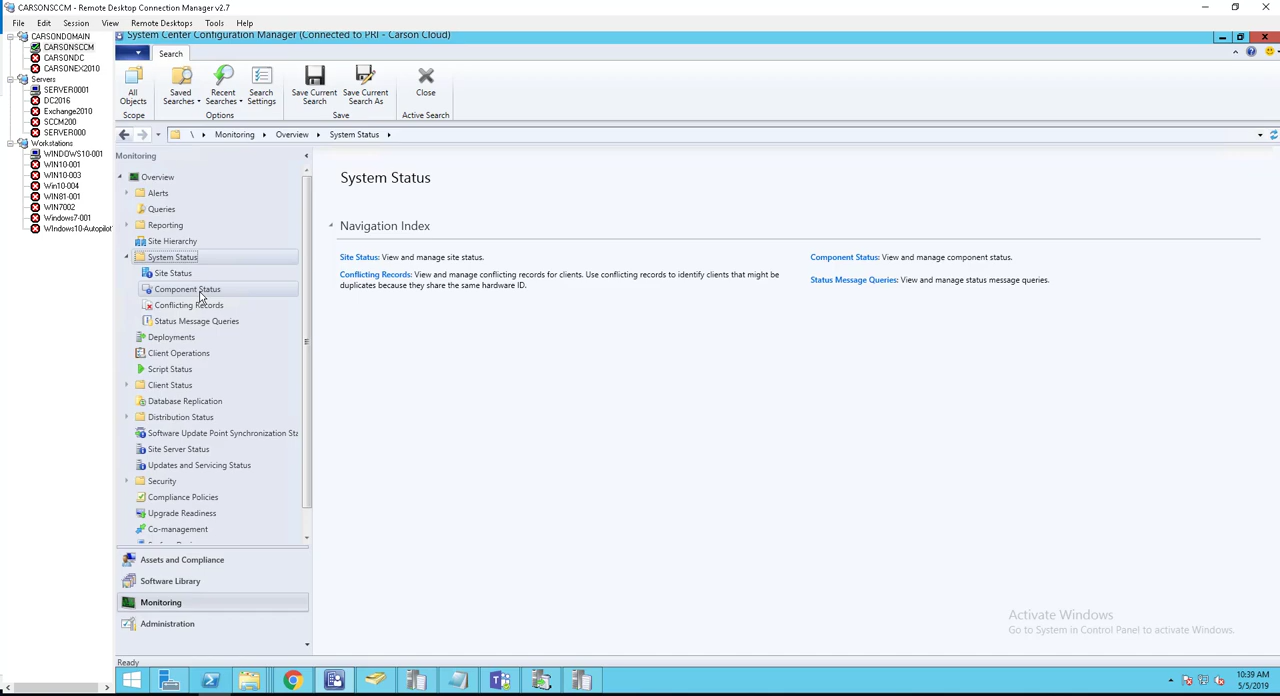 CARSONSCCM - Remote Desktop Connection Manager v2.7
File Edit Session View Remote Desktops Tools Help
CARSONDOMAIN
CARSONSCCM
CARSONDC
CARSONEX2010
Servers
SERVER0001
DC2016
Exchange2010
SCCM200
SERVER000
Workstations
WINDOWS10-001
WIN10-001
WIN10-003
Win10-004
WIN81-001
WIN7002
Windows7-001
WIndows10-Autopilot
System Center Configuration Manager (Connected to PRI - Carson Cloud)
Search
All Objects
Saved Searches
Recent Searches
Search Settings
Save Current Search
Save Current Search As
Close
Scope
Options
Save
Active Search
\ Monitoring Overview System Status
Monitoring
Overview
Alerts
Queries
Reporting
Site Hierarchy
System Status
Site Status
Component Status
Conflicting Records
Status Message Queries
Deployments
Client Operations
Script Status
Client Status
Database Replication
Distribution Status
Software Update Point Synchronization Sta
Site Server Status
Updates and Servicing Status
Security
Compliance Policies
Upgrade Readiness
Co-management
Assets and Compliance
Software Library
Monitoring
Administration
System Status
Navigation Index
Site Status: View and manage site status.
Conflicting Records: View and manage conflicting records for clients. Use conflicting records to identify clients that might be
duplicates because they share the same hardware ID.
Component Status: View and manage component status.
Status Message Queries: View and manage status message queries.
Activate Windows
Go to System in Control Panel to activate Windows.
Ready
10:39 AM
5/5/2019